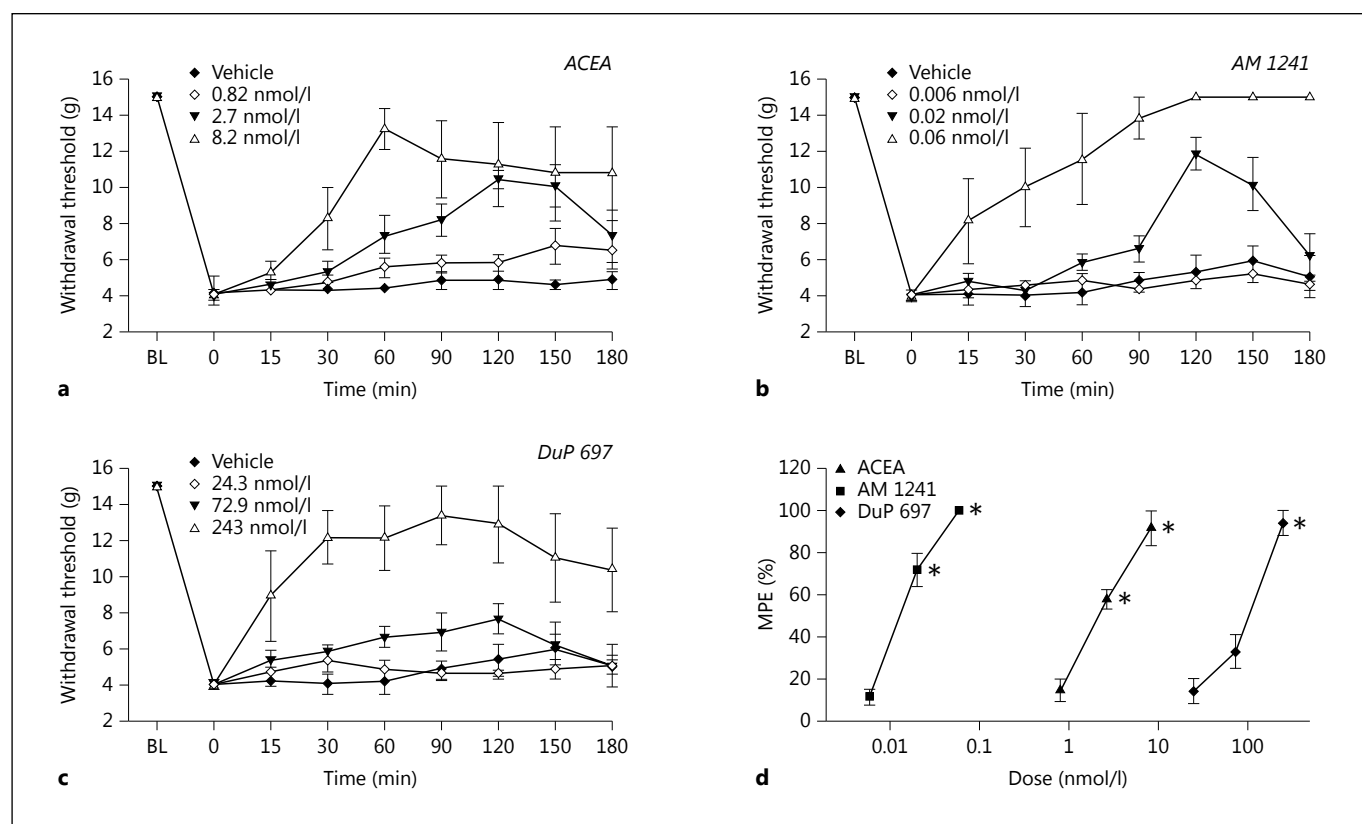 ACEA
Vehicle
0.82 nmol/l
2.7 nmol/l
8.2 nmol/l
Withdrawal threshold (g)
16
14
12
10
8
6
4
2
BL 0 15 30 60 90 120 150 180
Time (min)
a
AM 1241
Vehicle
0.006 nmol/l
0.02 nmol/l
0.06 nmol/l
Withdrawal threshold (g)
16
14
12
10
8
6
4
2
BL 0 15 30 60 90 120 150 180
Time (min)
b
DuP 697
Vehicle
24.3 nmol/l
72.9 nmol/l
243 nmol/l
Withdrawal threshold (g)
16
14
12
10
8
6
4
2
BL 0 15 30 60 90 120 150 180
Time (min)
c
ACEA
AM 1241
DuP 697
MPE (%)
120
100
80
60
40
20
0
* * * * *
0.01 0.1 1 10 100
Dose (nmol/l)
d